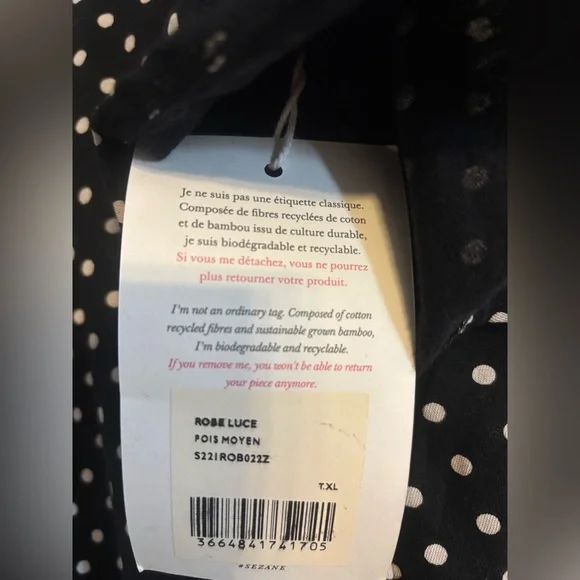 Je ne suis pas une étiquette classique.
Composée de fibres recyclées de coton
et de bambou issu de culture durable,
je suis biodégradable et recyclable.
Si vous me détachez, vous ne pourrez
plus retourner votre produit.
I'm not an ordinary tag. Composed of cotton
recycled fibres and sustainable grown bamboo,
I'm biodegradable and recyclable.
If you remove me, you won't be able to return
your piece anymore.
ROBE LUCE
POIS MOYEN
S221ROB022Z
T.XL
3664841741705
#SEZANE